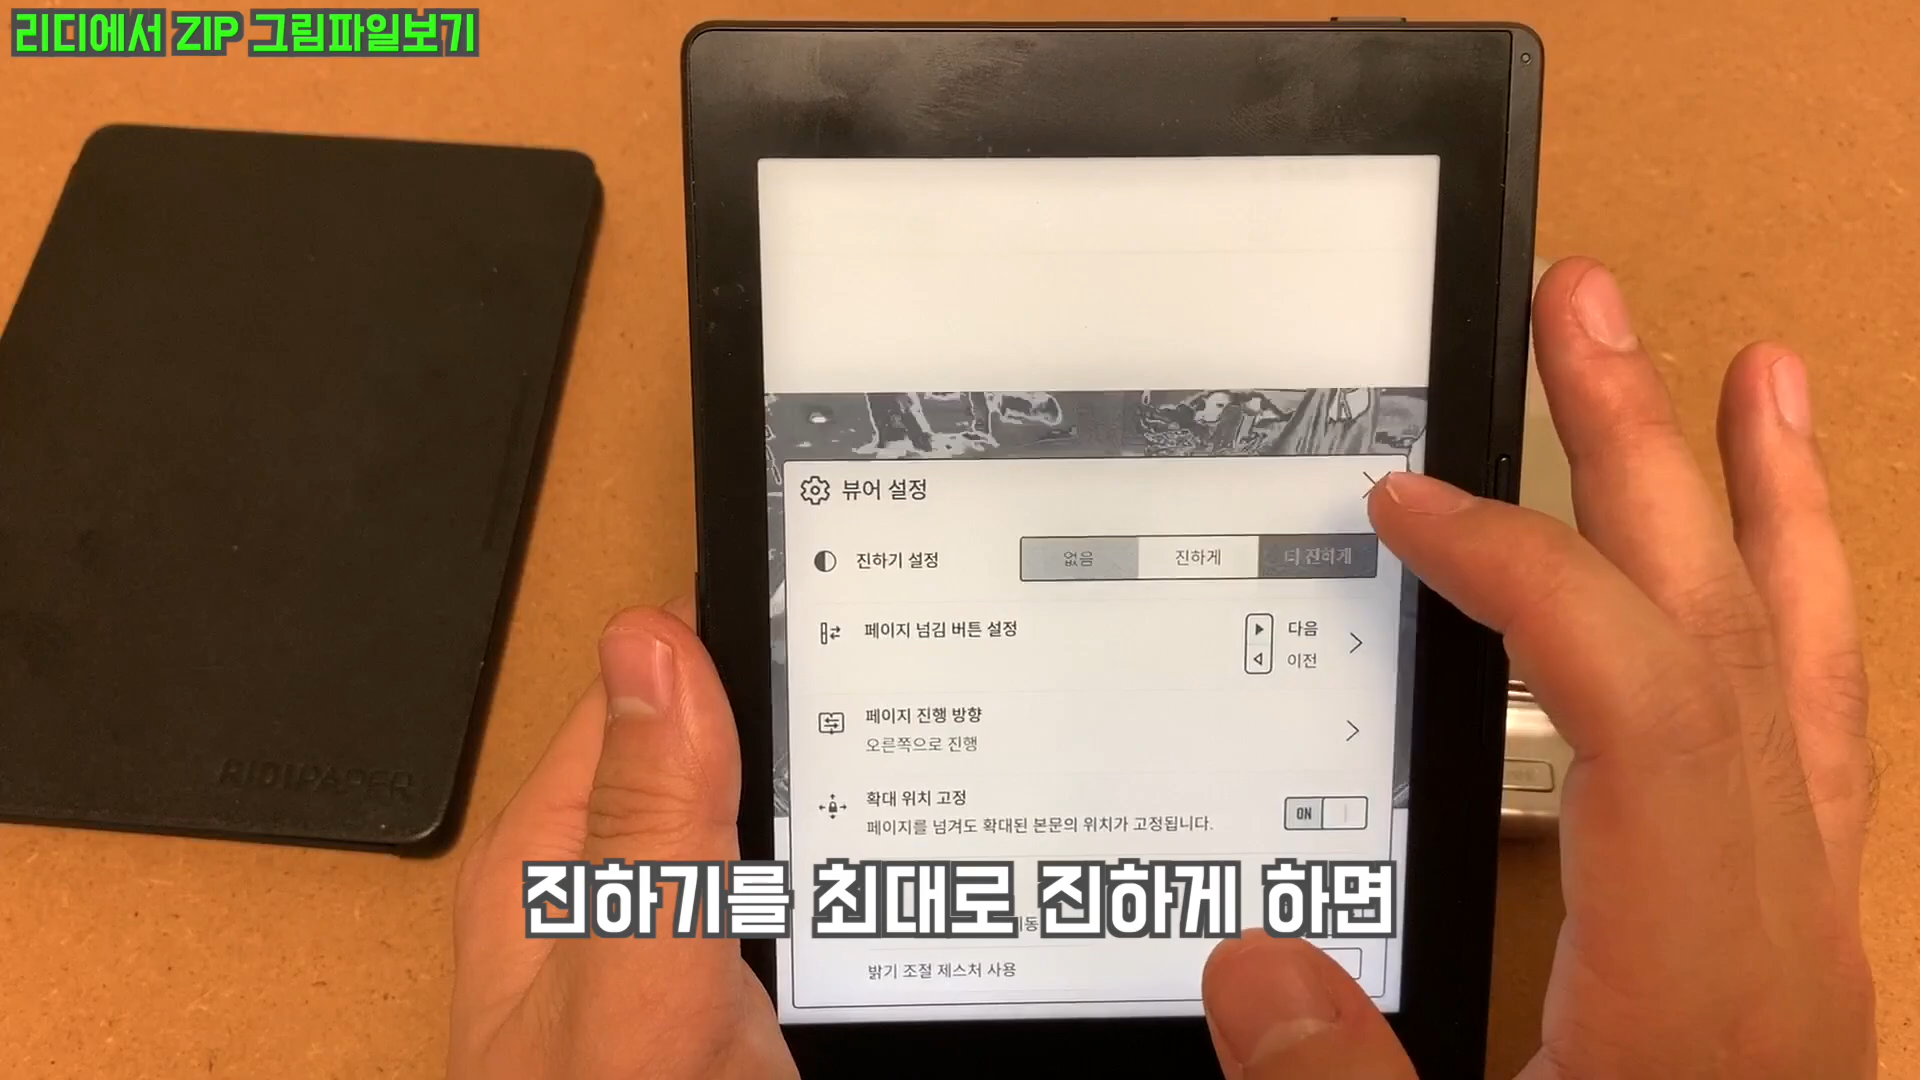 리디에서 ZIP 그림파일보기
뷰어 설정
진하기 설정
없음
진하게
더 진하게
페이지 넘김 버튼 설정
다음
이전
페이지 진행 방향
오른쪽으로 진행
확대 위치 고정
페이지를 넘겨도 확대된 본문의 위치가 고정됩니다.
ON
진하기를 최대로 진하게 하면
밝기 조절 제스처 사용
RIDIPAPER